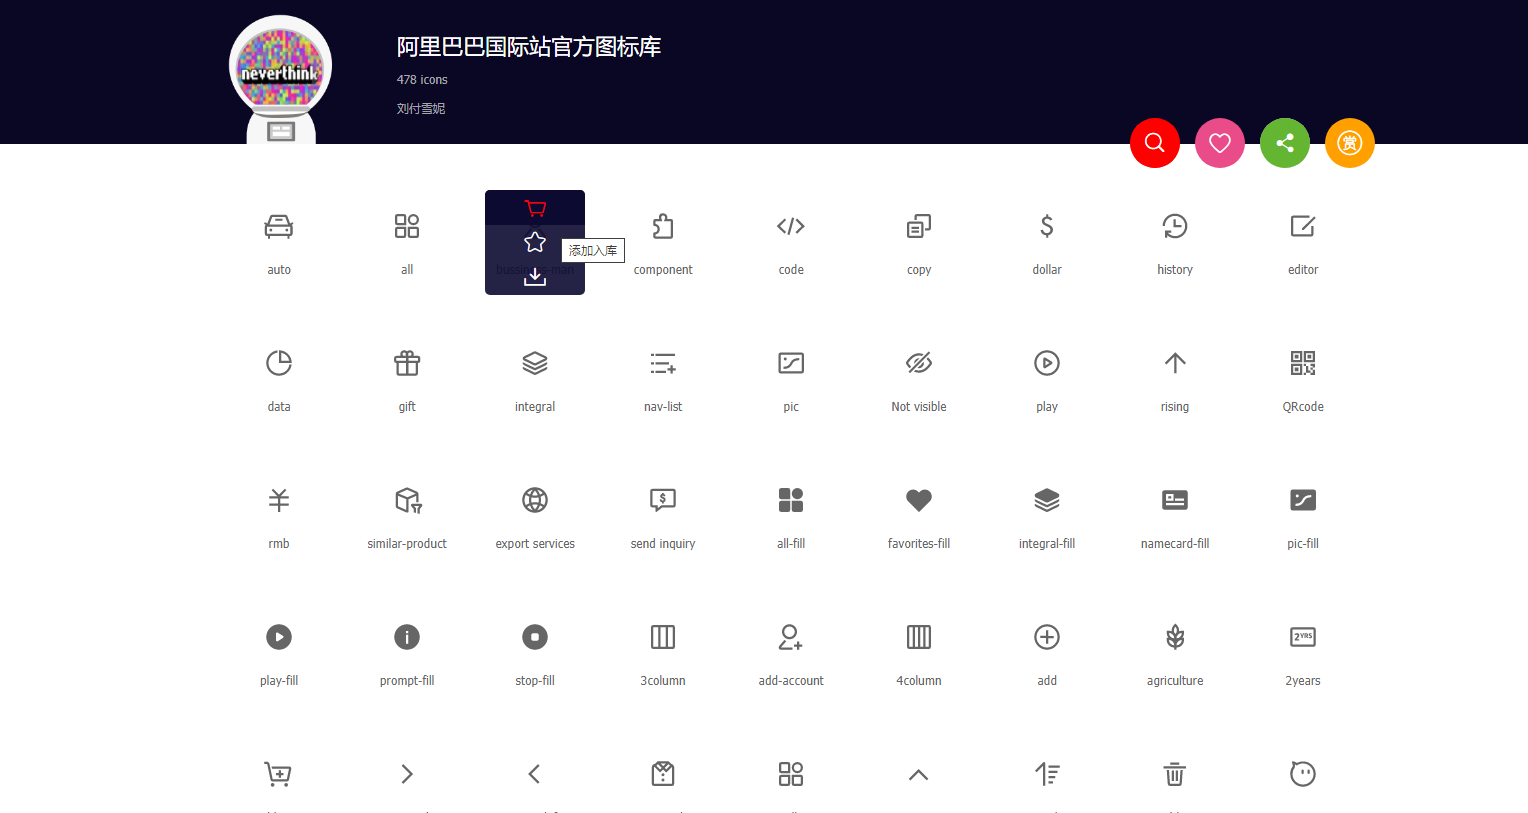 neverthink
阿里巴巴国际站官方图标库
478 icons
刘付雪妮
赏
添加入库
auto
all
bussiness-man
component
code
copy
dollar
history
editor
data
gift
integral
nav-list
pic
Not visible
play
rising
QRcode
rmb
similar-product
export services
send inquiry
all-fill
favorites-fill
integral-fill
namecard-fill
pic-fill
2YRS
play-fill
prompt-fill
stop-fill
3column
add-account
4column
add
agriculture
2years